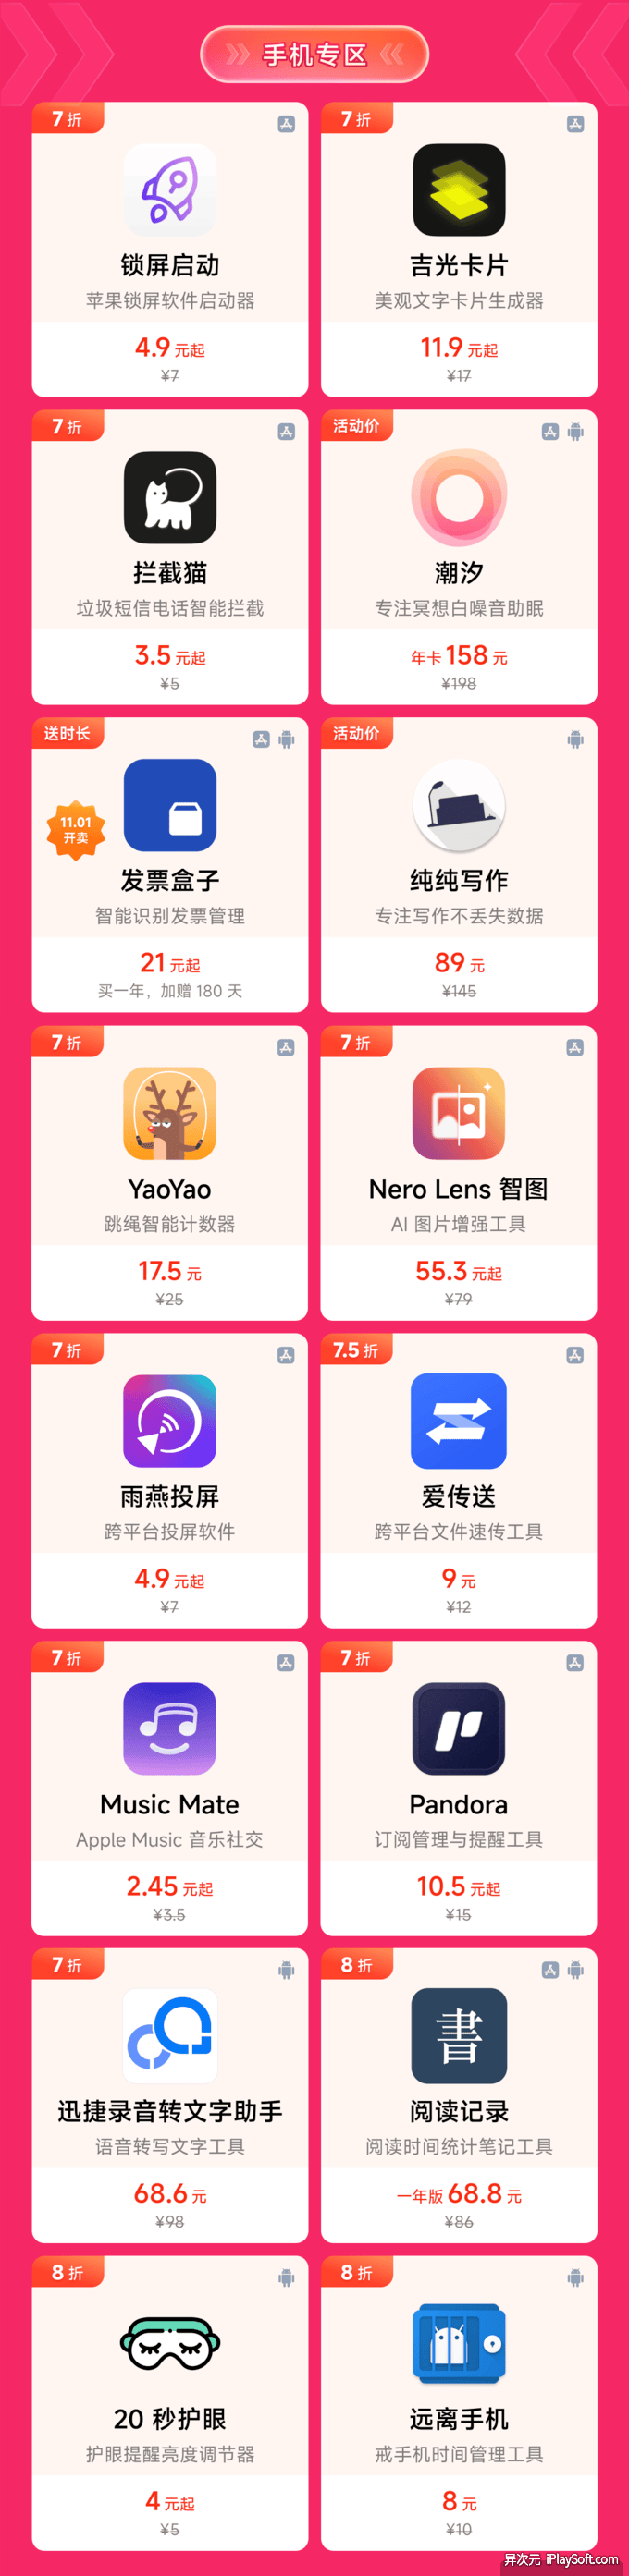 手机专区
7 折
锁屏启动
苹果锁屏软件启动器
4.9 元起
¥7
7 折
吉光卡片
美观文字卡片生成器
11.9 元起
¥17
7 折
拦截猫
垃圾短信电话智能拦截
3.5 元起
¥5
活动价
潮汐
专注冥想白噪音助眠
年卡 158 元
¥198
送时长
11.01
开卖
发票盒子
智能识别发票管理
21 元起
买一年，加赠 180 天
活动价
纯纯写作
专注写作不丢失数据
89 元
¥145
7 折
YaoYao
跳绳智能计数器
17.5 元
¥25
7 折
Nero Lens 智图
AI 图片增强工具
55.3 元起
¥79
7 折
雨燕投屏
跨平台投屏软件
4.9 元起
¥7
7.5 折
爱传送
跨平台文件速传工具
9 元
¥12
7 折
Music Mate
Apple Music 音乐社交
2.45 元起
¥3.5
7 折
Pandora
订阅管理与提醒工具
10.5 元起
¥15
7 折
迅捷录音转文字助手
语音转写文字工具
68.6 元
¥98
8 折
書
阅读记录
阅读时间统计笔记工具
一年版 68.8 元
¥86
8 折
20 秒护眼
护眼提醒亮度调节器
4 元起
¥5
8 折
远离手机
戒手机时间管理工具
8 元
¥10
异次元 iPlaySoft.com